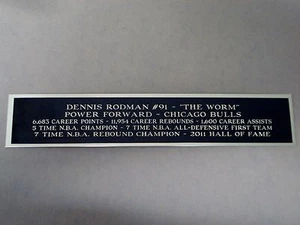 DENNIS RODMAN #91 - "THE WORM"
POWER FORWARD - CHICAGO BULLS
6,683 CAREER POINTS - 11,954 CAREER REBOUNDS - 1,600 CAREER ASSISTS
5 TIME N.B.A. CHAMPION - 7 TIME N.B.A. ALL-DEFENSIVE FIRST TEAM
7 TIME N.B.A. REBOUND CHAMPION - 2011 HALL OF FAME